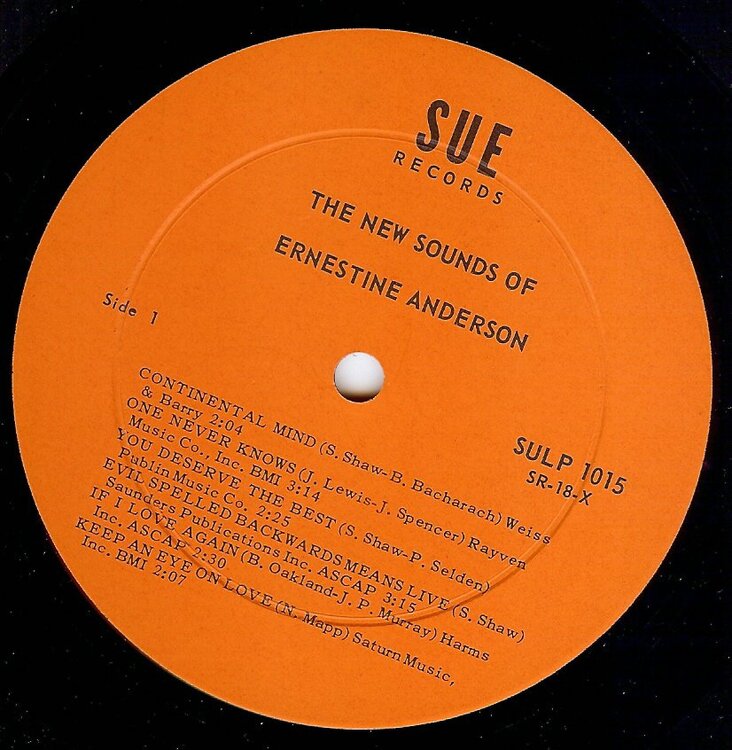 SUE
RECORDS
THE NEW SOUNDS OF
ERNESTINE ANDERSON
Side 1
SULP 1015
SR-18-X
CONTINENTAL MIND (S. Shaw-B. Bacharach) Weiss
& Barry 2:04
ONE NEVER KNOWS (J. Lewis-J. Spencer) Rayven
Music Co., Inc. BMI 3:14
YOU DESERVE THE BEST (S. Shaw-P. Selden)
Publin Music Co. 2:25
EVIL SPELLED BACKWARDS MEANS LIVE (S. Shaw)
Saunders Publications Inc. ASCAP 3:15
IF I LOVE AGAIN (B. Oakland-J. P. Murray) Harms
Inc. ASCAP 2:30
KEEP AN EYE ON LOVE (N. Mapp) Saturn Music,
Inc. BMI 2:07